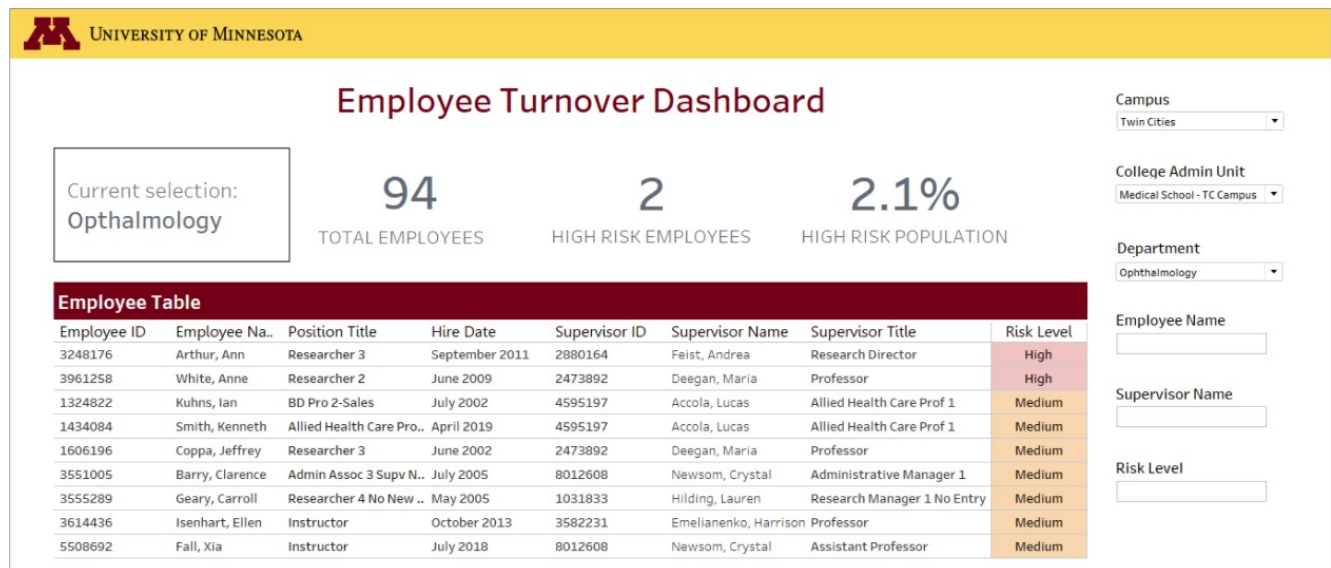 UNIVERSITY OF MINNESOTA
Employee Turnover Dashboard
Current selection:
Opthalmology
94
TOTAL EMPLOYEES
2
HIGH RISK EMPLOYEES
2.1%
HIGH RISK POPULATION
Campus
Twin Cities
College Admin Unit
Medical School - TC Campus
Department
Ophthalmology
Employee Name
Supervisor Name
Risk Level
Employee Table
Employee ID Employee Na.. Position Title Hire Date Supervisor ID Supervisor Name Supervisor Title Risk Level
3248176 Arthur, Ann Researcher 3 September 2011 2880164 Feist, Andrea Research Director High
3961258 White, Anne Researcher 2 June 2009 2473892 Deegan, Maria Professor High
1324822 Kuhns, Ian BD Pro 2-Sales July 2002 4595197 Accola, Lucas Allied Health Care Prof 1 Medium
1434084 Smith, Kenneth Allied Health Care Pro.. April 2019 4595197 Accola, Lucas Allied Health Care Prof 1 Medium
1606196 Coppa, Jeffrey Researcher 3 June 2002 2473892 Deegan, Maria Professor Medium
3551005 Barry, Clarence Admin Assoc 3 Supv N.. July 2005 8012608 Newsom, Crystal Administrative Manager 1 Medium
3555289 Geary, Carroll Researcher 4 No New .. May 2005 1031833 Hilding, Lauren Research Manager 1 No Entry Medium
3614436 Isenhart, Ellen Instructor October 2013 3582231 Emelianenko, Harrison Professor Medium
5508692 Fall, Xia Instructor July 2018 8012608 Newsom, Crystal Assistant Professor Medium